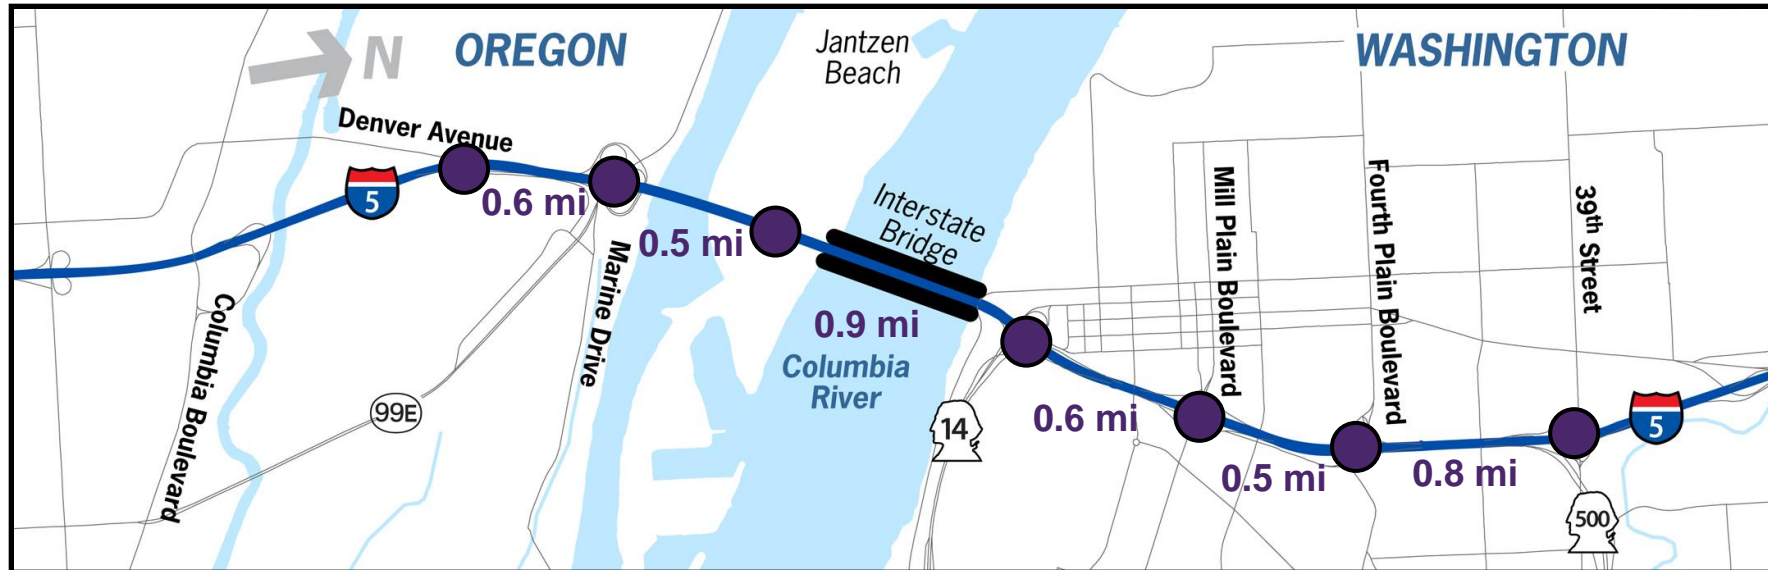 N
OREGON
Jantzen
Beach
WASHINGTON
Denver Avenue
5
0.6 mi
0.5 mi
Interstate
Bridge
0.9 mi
Columbia
River
Columbia Boulevard
99E
Marine Drive
14
0.6 mi
Mill Plain Boulevard
0.5 mi
Fourth Plain Boulevard
0.8 mi
39th Street
5
500